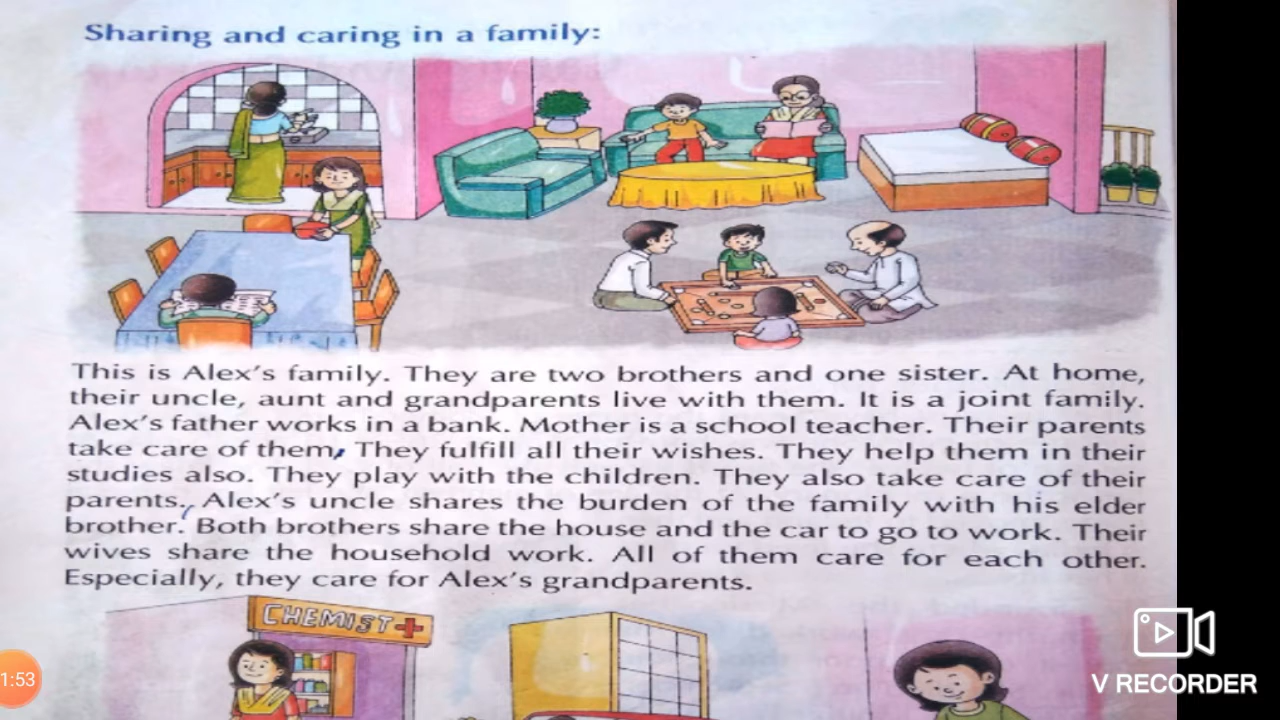 Sharing and caring in a family:
This is Alex's family. They are two brothers and one sister. At home,
their uncle, aunt and grandparents live with them. It is a joint family.
Alex's father works in a bank. Mother is a school teacher. Their parents
take care of them, They fulfill all their wishes. They help them in their
studies also. They play with the children. They also take care of their
parents. Alex's uncle shares the burden of the family with his elder
brother. Both brothers share the house and the car to go to work. Their
wives share the household work. All of them care for each other.
Especially, they care for Alex's grandparents.
CHEMIST
1:53
V RECORDER